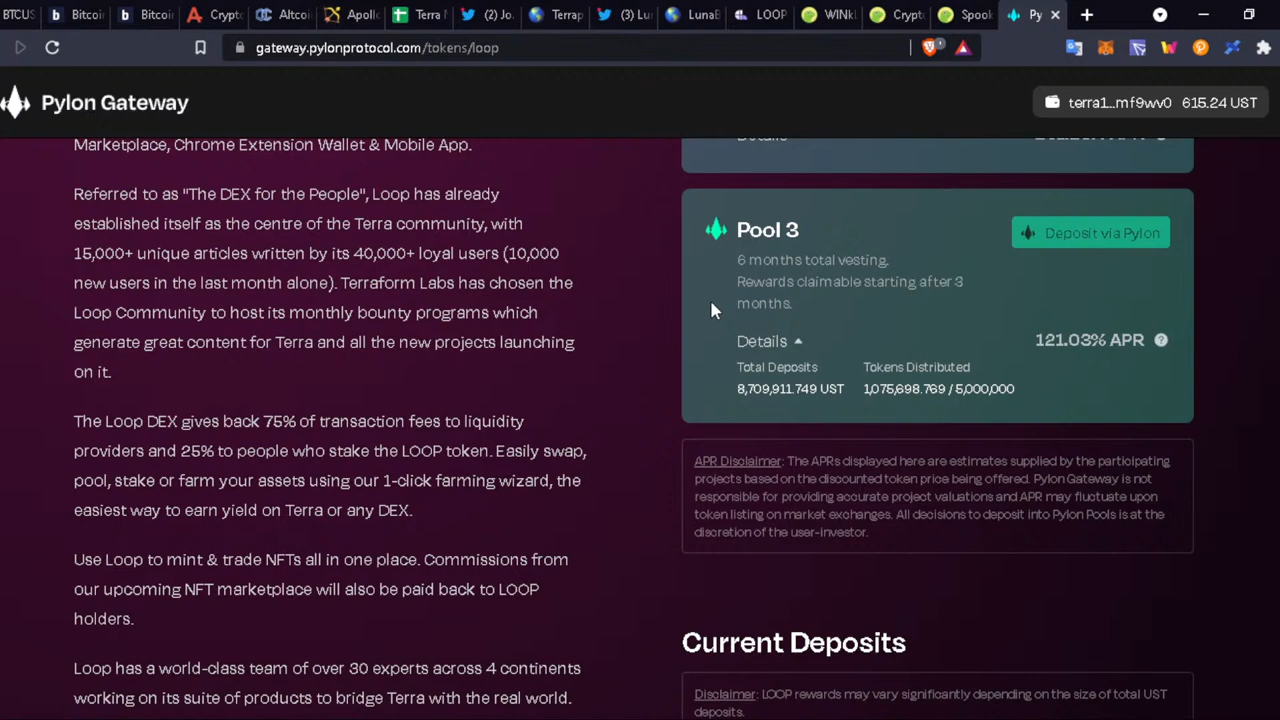 BTCUS
Bitcoi
Bitcoi
Crypt
Altcoi
Apoll
Terra M
(2) Jo
Terrap
(3) Lu
LunaB
LOOP
WINkl
Crypt
Spook
Py
gateway.pylonprotocol.com/tokens/loop
Pylon Gateway
terra1...mf9wv0 615.24 UST
Marketplace, Chrome Extension Wallet & Mobile App.
Referred to as "The DEX for the People", Loop has already
established itself as the centre of the Terra community, with
15,000+ unique articles written by its 40,000+ loyal users (10,000
new users in the last month alone). Terraform Labs has chosen the
Loop Community to host its monthly bounty programs which
generate great content for Terra and all the new projects launching
on it.
The Loop DEX gives back 75% of transaction fees to liquidity
providers and 25% to people who stake the LOOP token. Easily swap,
pool, stake or farm your assets using our 1-click farming wizard, the
easiest way to earn yield on Terra or any DEX.
Use Loop to mint & trade NFTs all in one place. Commissions from
our upcoming NFT marketplace will also be paid back to LOOP
holders.
Loop has a world-class team of over 30 experts across 4 continents
working on its suite of products to bridge Terra with the real world.
Pool 3
Deposit via Pylon
6 months total vesting.
Rewards claimable starting after 3
months.
Details
121.03% APR
Total Deposits
Tokens Distributed
8,709,911.749 UST
1,075,698.769 / 5,000,000
APR Disclaimer: The APRs displayed here are estimates supplied by the participating
projects based on the discounted token price being offered. Pylon Gateway is not
responsible for providing accurate project valuations and APR may fluctuate upon
token listing on market exchanges. All decisions to deposit into Pylon Pools is at the
discretion of the user-investor.
Current Deposits
Disclaimer: LOOP rewards may vary significantly depending on the size of total UST
deposits.